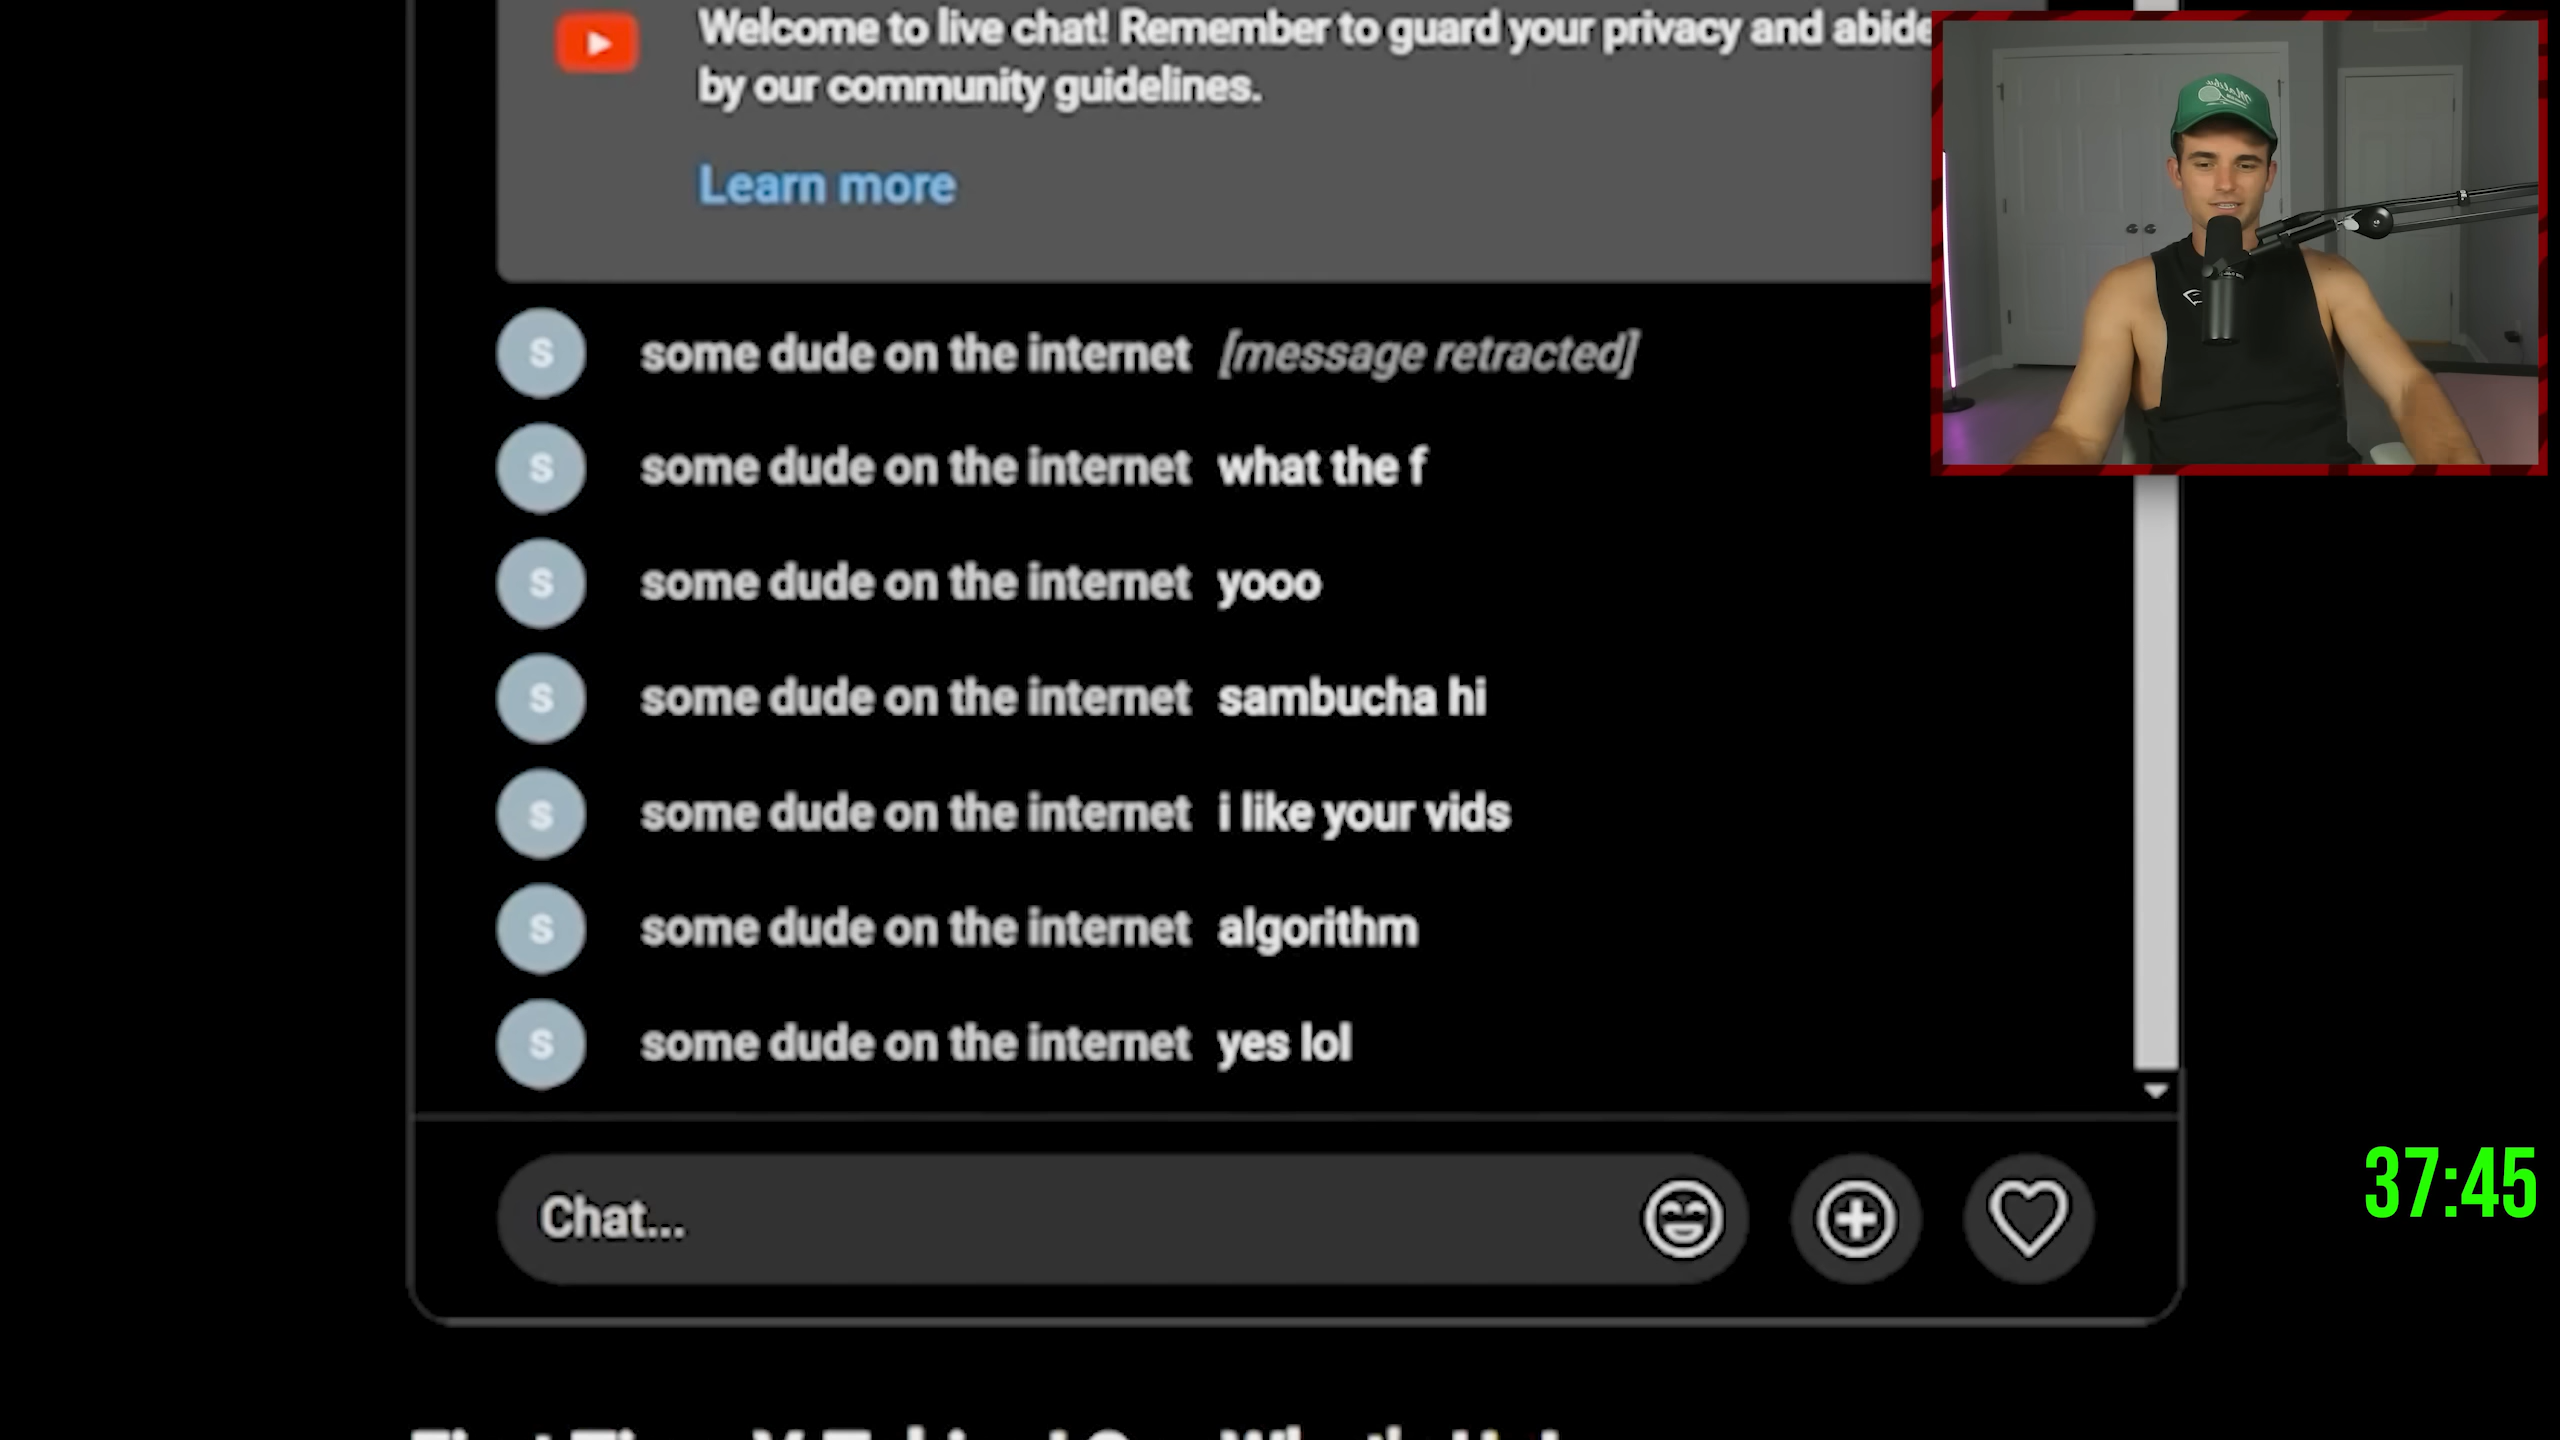 Welcome to live chat! Remember to guard your privacy and abide
by our community guidelines.
Learn more
S some dude on the internet [message retracted]
S some dude on the internet what the f
S some dude on the internet yooo
S some dude on the internet sambucha hi
S some dude on the internet i like your vids
S some dude on the internet algorithm
S some dude on the internet yes lol
Chat...
37:45
Malibu